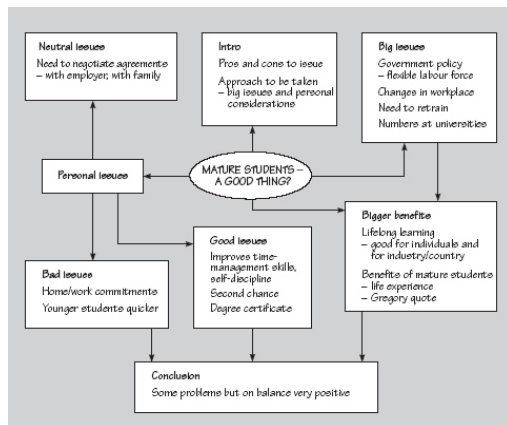 Neutral issues
Need to negotiate agreements
– with employer, with family
Intro
Pros and cons to issue
Approach to be taken
– big issues and personal
considerations
Big issues
Government policy
– flexible labour force
Changes in workplace
Need to retrain
Numbers at universities
Personal issues
MATURE STUDENTS –
A GOOD THING?
Bad issues
Home/work commitments
Younger students quicker
Good issues
Improves time-
management skills,
self-discipline
Second chance
Degree certificate
Bigger benefits
Lifelong learning
– good for individuals and
for industry/country
Benefits of mature students
– life experience
– Gregory quote
Conclusion
Some problems but on balance very positive